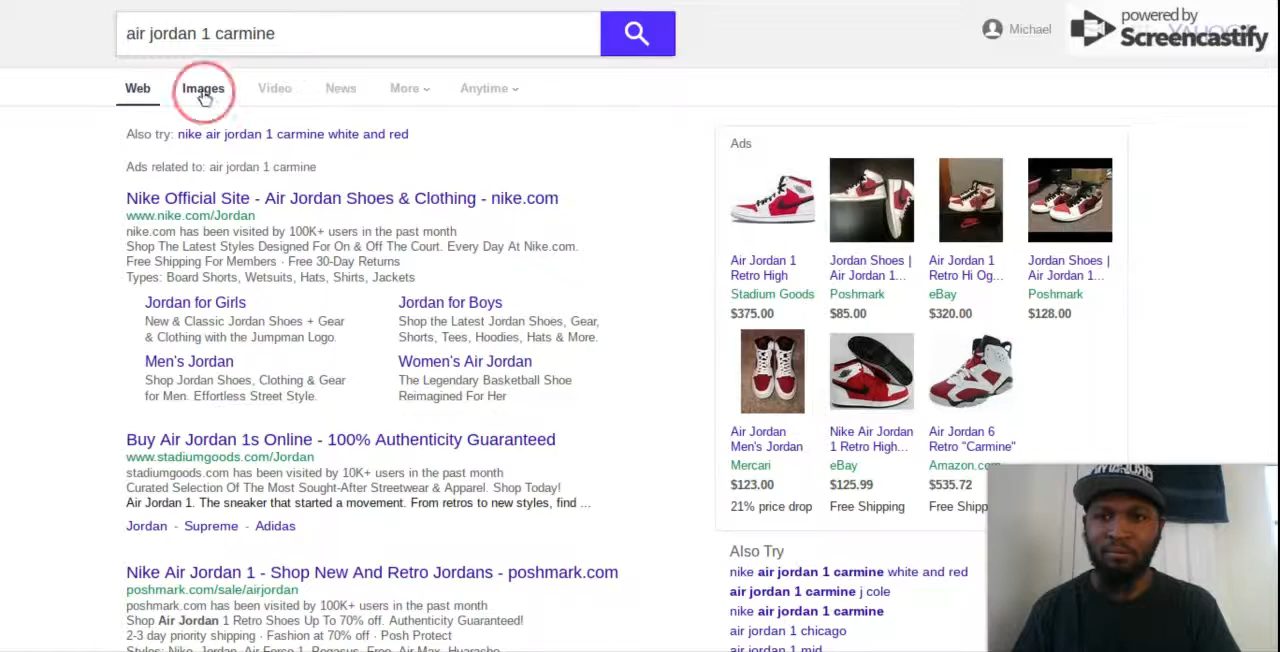 air jordan 1 carmine
Michael
powered by
Screencastify
Web
Images
Video
News
More
Anytime
Also try: nike air jordan 1 carmine white and red
Ads related to: air jordan 1 carmine
Nike Official Site - Air Jordan Shoes & Clothing - nike.com
www.nike.com/Jordan
nike.com has been visited by 100K+ users in the past month
Shop The Latest Styles Designed For On & Off The Court. Every Day At Nike.com.
Free Shipping For Members · Free 30-Day Returns
Types: Board Shorts, Wetsuits, Hats, Shirts, Jackets
Jordan for Girls
New & Classic Jordan Shoes + Gear
& Clothing with the Jumpman Logo.
Jordan for Boys
Shop the Latest Jordan Shoes, Gear,
Shorts, Tees, Hoodies, Hats & More.
Men's Jordan
Shop Jordan Shoes, Clothing & Gear
for Men. Effortless Street Style.
Women's Air Jordan
The Legendary Basketball Shoe
Reimagined For Her
Buy Air Jordan 1s Online - 100% Authenticity Guaranteed
www.stadiumgoods.com/Jordan
stadiumgoods.com has been visited by 10K+ users in the past month
Curated Selection Of The Most Sought-After Streetwear & Apparel. Shop Today!
Air Jordan 1. The sneaker that started a movement. From retros to new styles, find ...
Jordan - Supreme - Adidas
Nike Air Jordan 1 - Shop New And Retro Jordans - poshmark.com
poshmark.com/sale/airjordan
poshmark.com has been visited by 100K+ users in the past month
Shop Air Jordan 1 Retro Shoes Up To 70% off. Authenticity Guaranteed!
2-3 day priority shipping · Fashion at 70% off · Posh Protect
Styles: Nike, Jordan, Air Force 1, Pegasus, Free, Air Max, Huarache
Ads
Air Jordan 1
Retro High
Stadium Goods
$375.00
Jordan Shoes |
Air Jordan 1...
Poshmark
$85.00
Air Jordan 1
Retro Hi Og...
eBay
$320.00
Jordan Shoes |
Air Jordan 1...
Poshmark
$128.00
Air Jordan
Men's Jordan
Mercari
$123.00
21% price drop
Nike Air Jordan
1 Retro High...
eBay
$125.99
Free Shipping
Air Jordan 6
Retro "Carmine"
Amazon.com
$535.72
Free Shipp
Also Try
nike air jordan 1 carmine white and red
air jordan 1 carmine j cole
nike air jordan 1 carmine
air jordan 1 chicago
air jordan 1 mid